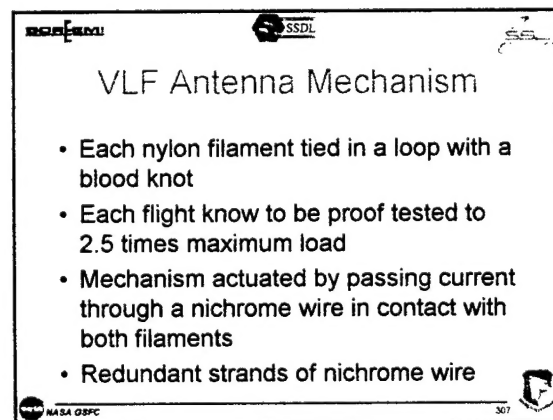 SSDL
VLF Antenna Mechanism
• Each nylon filament tied in a loop with a
blood knot
• Each flight know to be proof tested to
2.5 times maximum load
• Mechanism actuated by passing current
through a nichrome wire in contact with
both filaments
• Redundant strands of nichrome wire
NASA GSFC
307